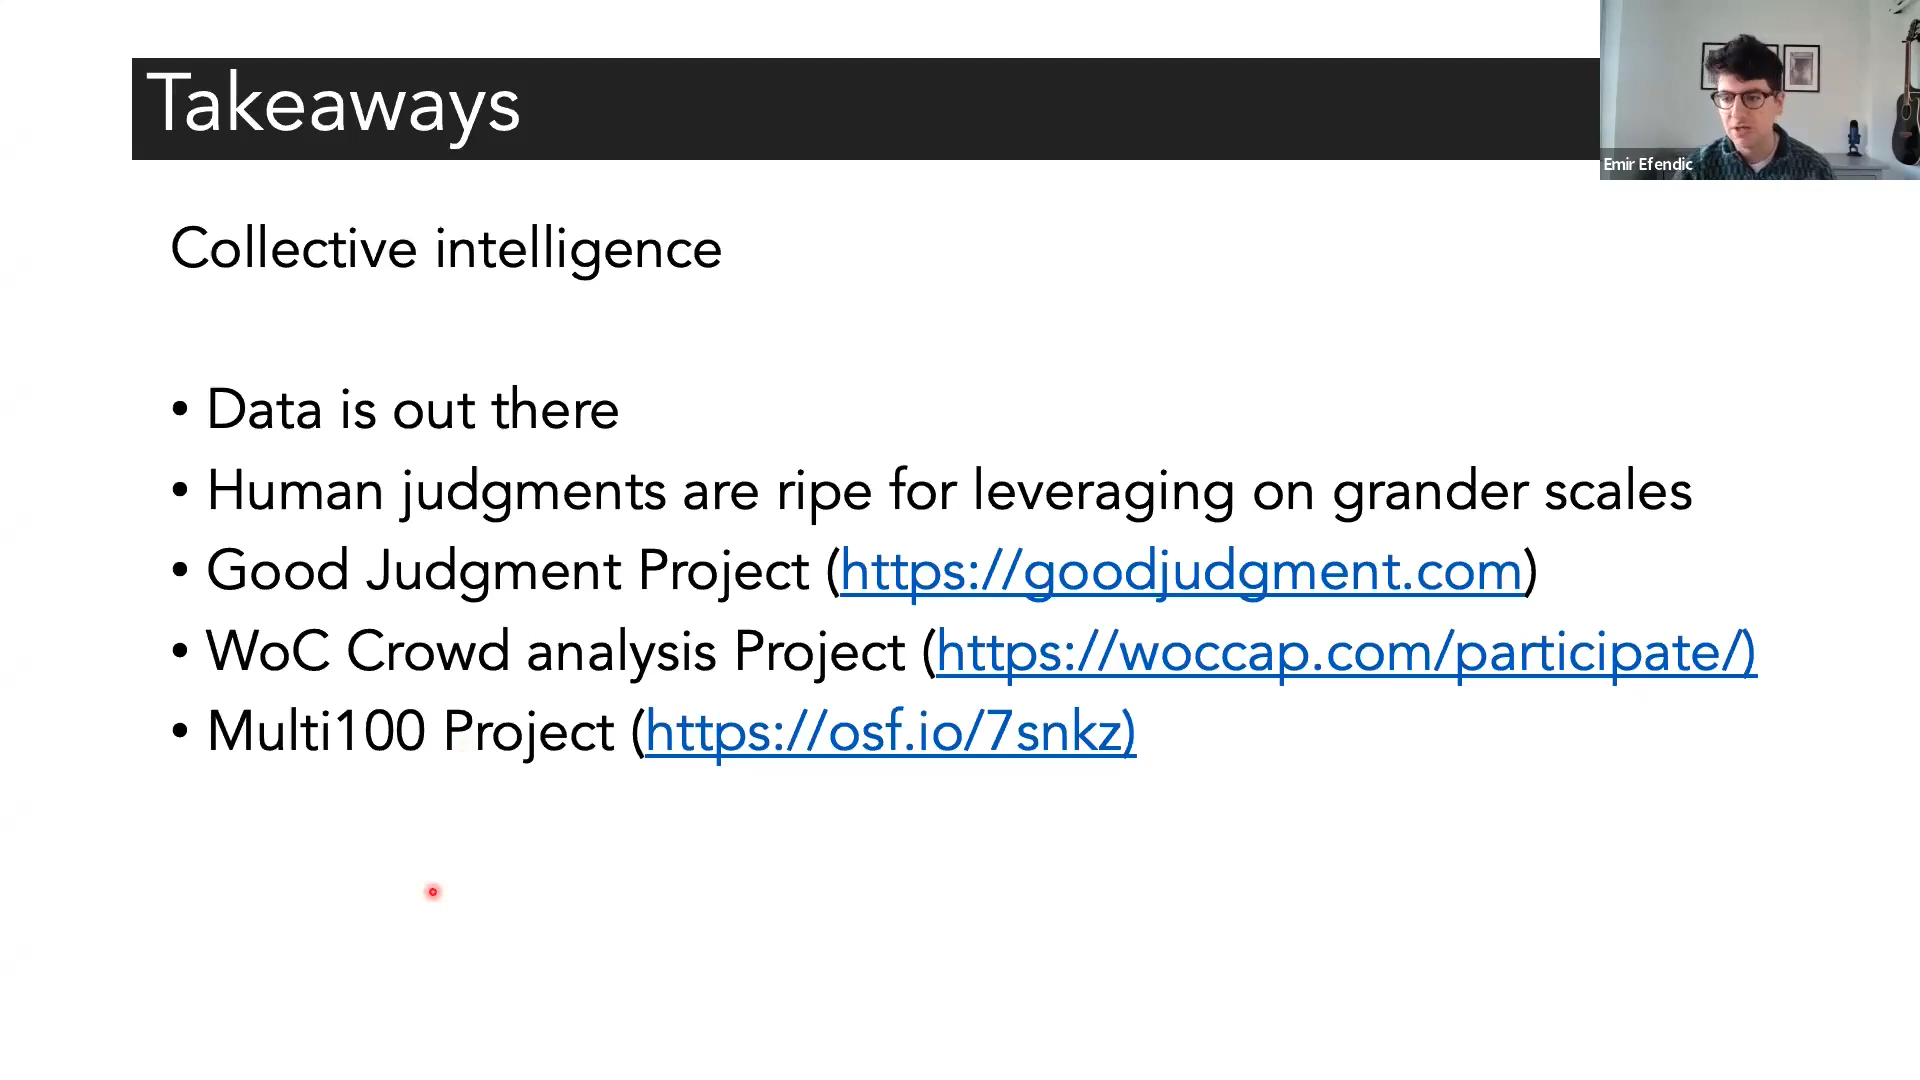 Takeaways
Emir Efendic
Collective intelligence
• Data is out there
• Human judgments are ripe for leveraging on grander scales
• Good Judgment Project (https://goodjudgment.com)
• WoC Crowd analysis Project (https://woccap.com/participate/)
• Multi100 Project (https://osf.io/7snkz)